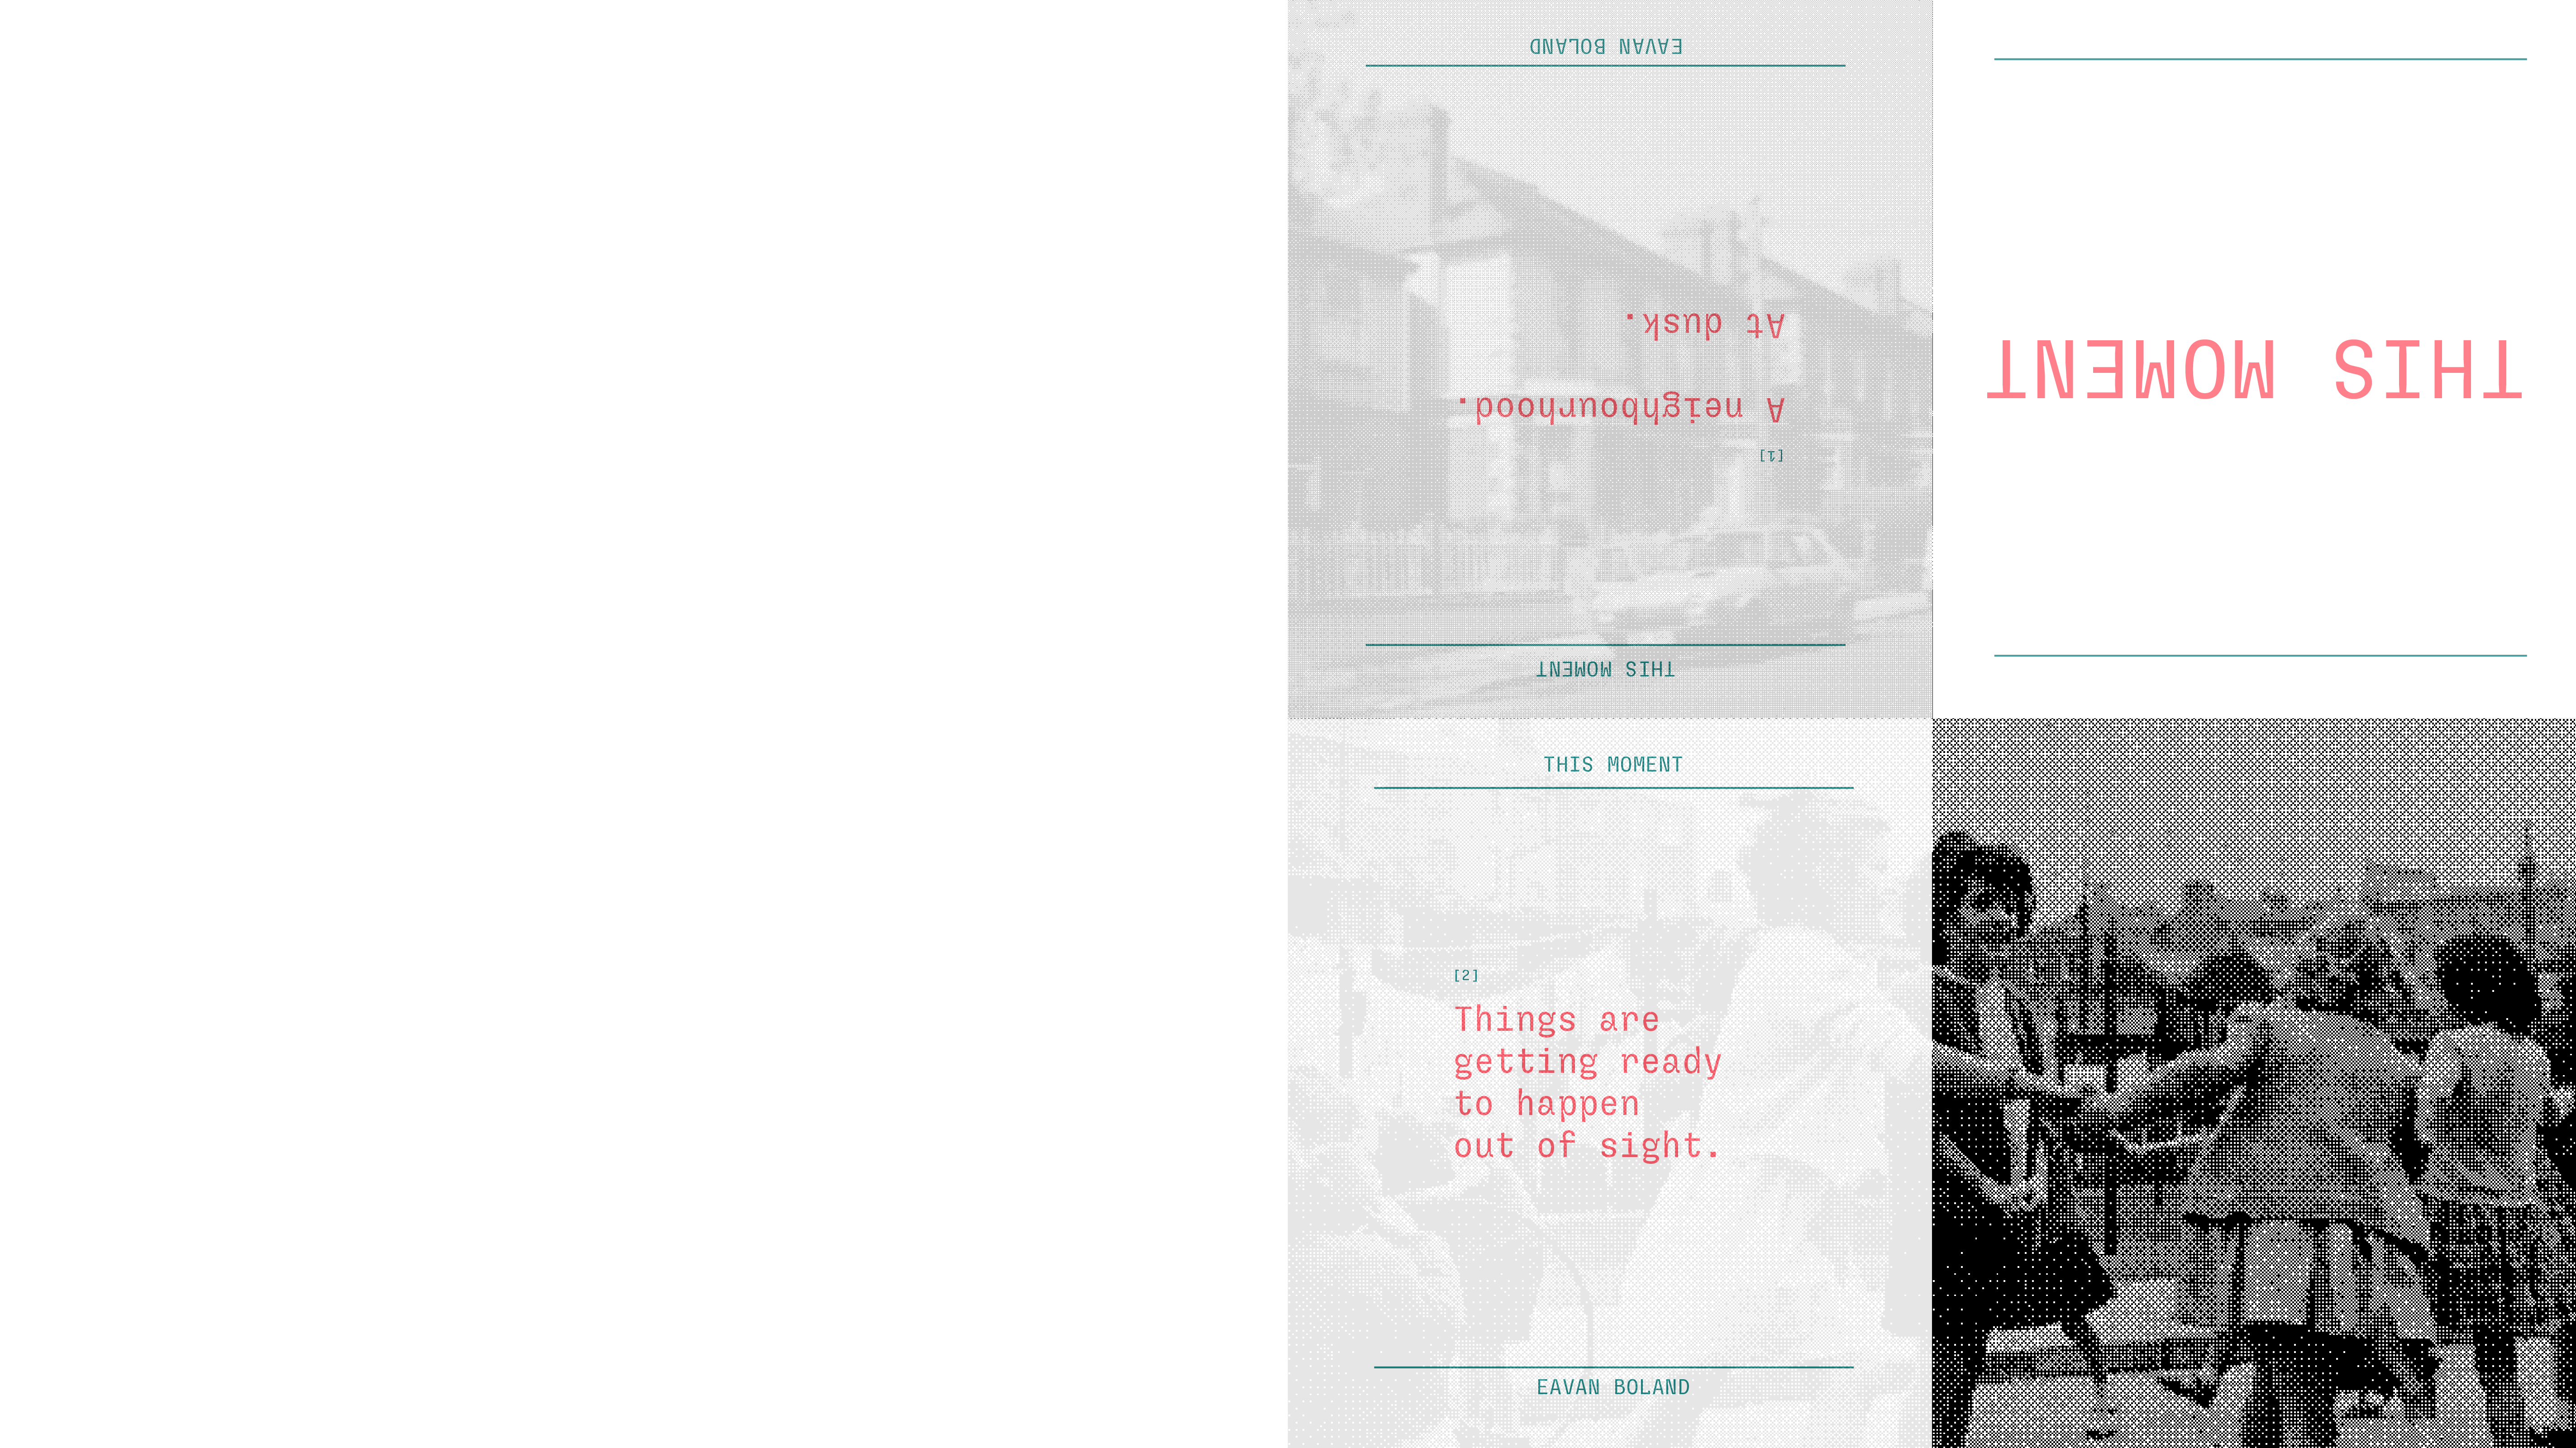 THIS MOMENT
THIS MOMENT
[1]
A neighbourhood.
At dusk.
EAVAN BOLAND
THIS MOMENT
[2]
Things are
getting ready
to happen
out of sight.
EAVAN BOLAND